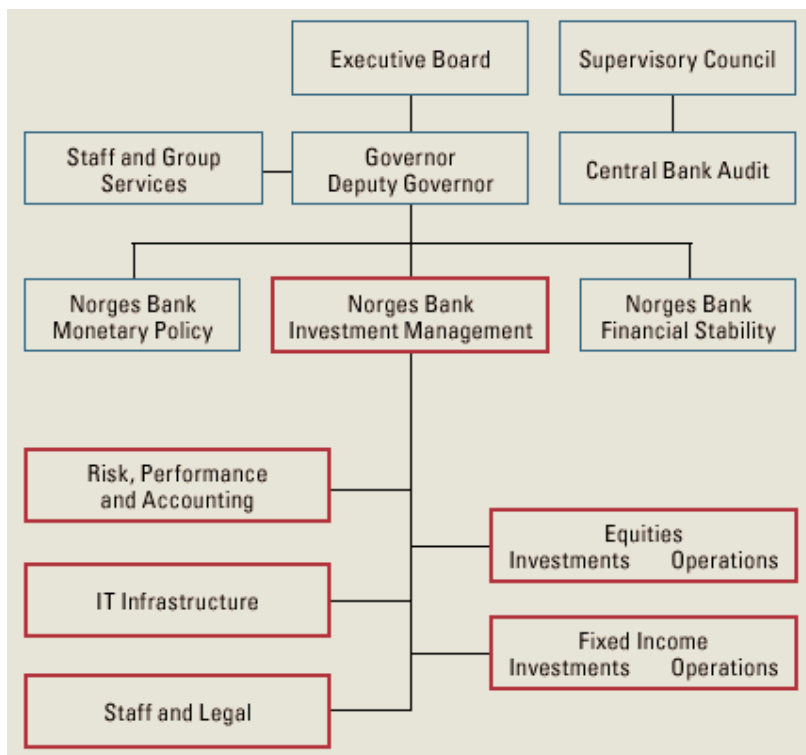 Executive Board
Supervisory Council
Staff and Group
Services
Governor
Deputy Governor
Central Bank Audit
Norges Bank
Monetary Policy
Norges Bank
Investment Management
Norges Bank
Financial Stability
Risk, Performance
and Accounting
Equities
Investments Operations
IT Infrastructure
Fixed Income
Investments Operations
Staff and Legal